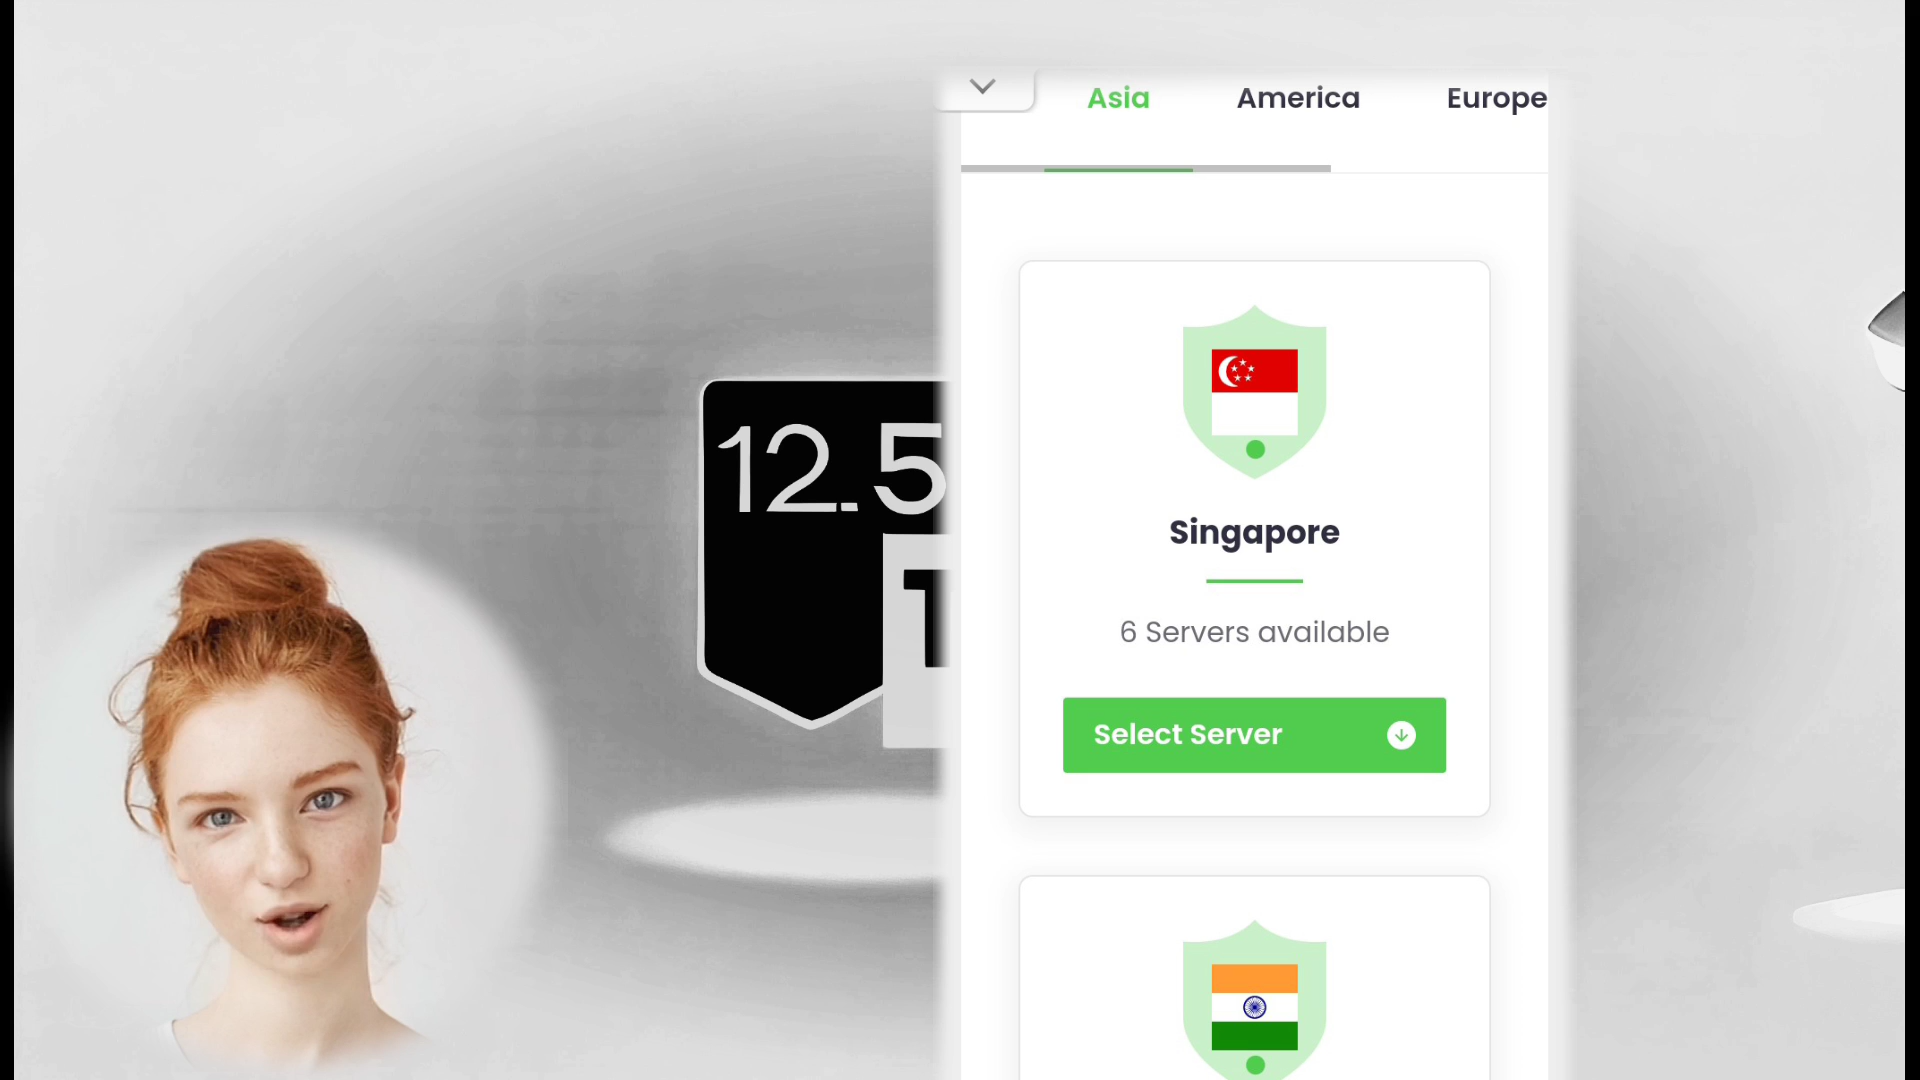 Asia America Europe
12.5
Singapore
6 Servers available
Select Server